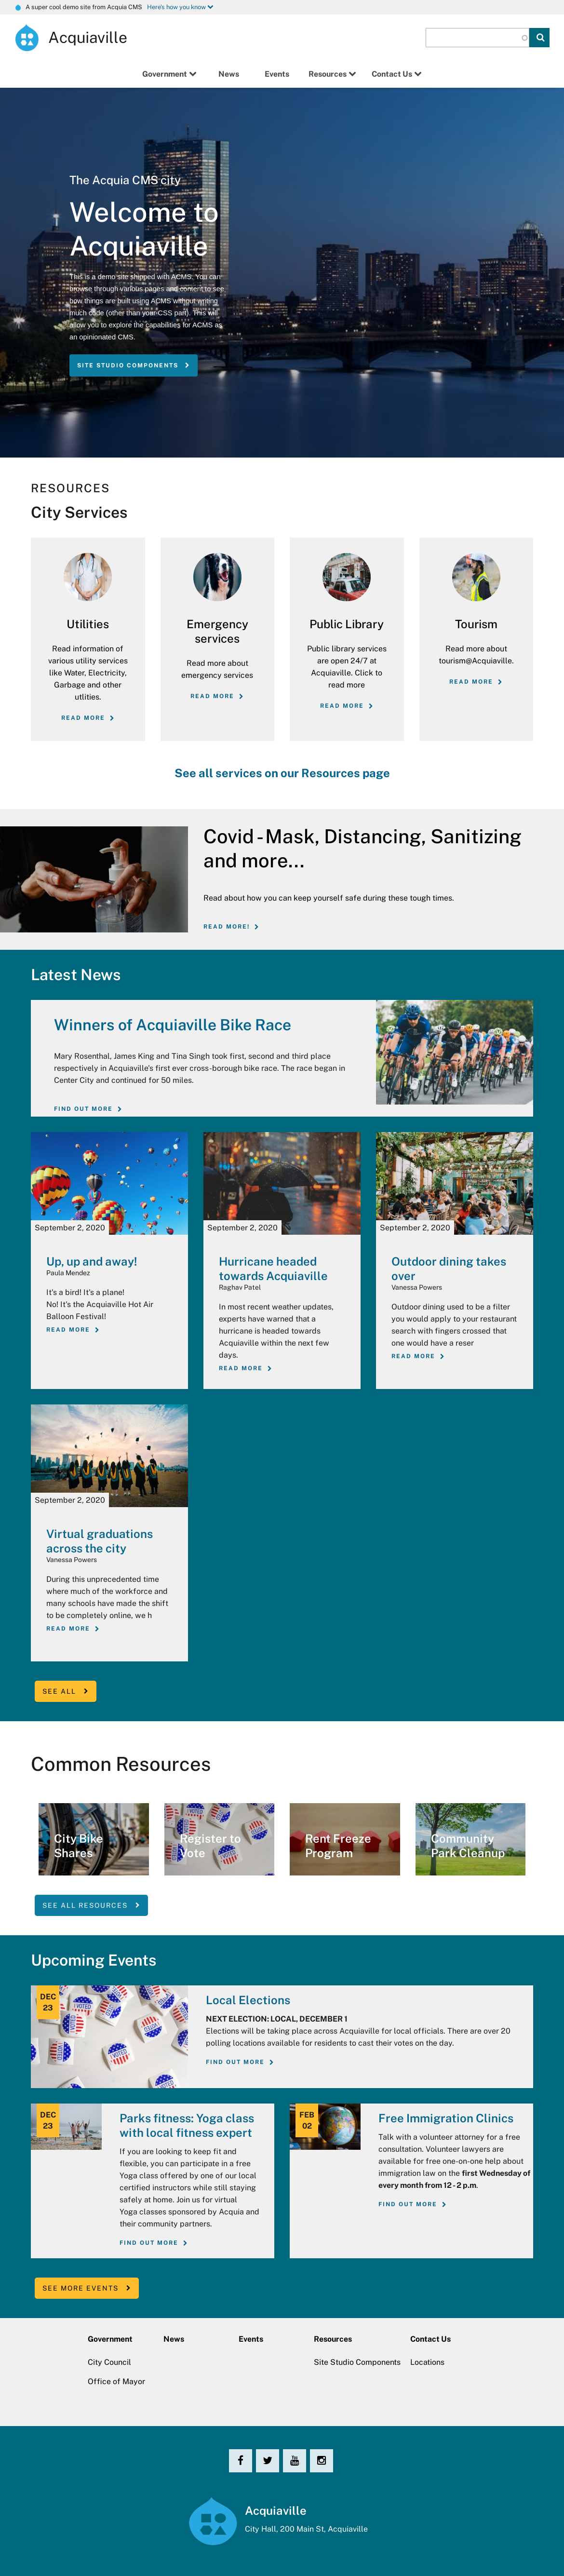 A super cool demo site from Acquia CMS Here's how you know
Acquiaville
Government
News
Events
Resources
Contact Us
The Acquia CMS city
Welcome to
Acquiaville
This is a demo site shipped with ACMS. You can
browse through various pages and content to see
how things are built using ACMS without writing
much code (other than your CSS part). This will
allow you to explore the capabilities for ACMS as
an opinionated CMS.
SITE STUDIO COMPONENTS
RESOURCES
City Services
Utilities
Read information of
various utility services
like Water, Electricity,
Garbage and other
utlities.
READ MORE
Emergency
services
Read more about
emergency services
READ MORE
Public Library
Public library services
are open 24/7 at
Acquiaville. Click to
read more
READ MORE
Tourism
Read more about
tourism@Acquiaville.
READ MORE
See all services on our Resources page
Covid - Mask, Distancing, Sanitizing
and more...
Read about how you can keep yourself safe during these tough times.
READ MORE!
Latest News
Winners of Acquiaville Bike Race
Mary Rosenthal, James King and Tina Singh took first, second and third place
respectively in Acquiaville's first ever cross-borough bike race. The race began in
Center City and continued for 50 miles.
FIND OUT MORE
September 2, 2020
Up, up and away!
Paula Mendez
It's a bird! It's a plane!
No! It's the Acquiaville Hot Air
Balloon Festival!
READ MORE
September 2, 2020
Hurricane headed
towards Acquiaville
Raghav Patel
In most recent weather updates,
experts have warned that a
hurricane is headed towards
Acquiaville within the next few
days.
READ MORE
September 2, 2020
Outdoor dining takes
over
Vanessa Powers
Outdoor dining used to be a filter
you would apply to your restaurant
search with fingers crossed that
one would have a reser
READ MORE
September 2, 2020
Virtual graduations
across the city
Vanessa Powers
During this unprecedented time
where much of the workforce and
many schools have made the shift
to be completely online, we h
READ MORE
SEE ALL
Common Resources
City Bike
Shares
Register to
Vote
Rent Freeze
Program
Community
Park Cleanup
SEE ALL RESOURCES
Upcoming Events
DEC
23
Local Elections
NEXT ELECTION: LOCAL, DECEMBER 1
Elections will be taking place across Acquiaville for local officials. There are over 20
polling locations available for residents to cast their votes on the day.
FIND OUT MORE
DEC
23
Parks fitness: Yoga class
with local fitness expert
If you are looking to keep fit and
flexible, you can participate in a free
Yoga class offered by one of our local
certified instructors while still staying
safely at home. Join us for virtual
Yoga classes sponsored by Acquia and
their community partners.
FIND OUT MORE
FEB
02
Free Immigration Clinics
Talk with a volunteer attorney for a free
consultation. Volunteer lawyers are
available for free one-on-one help about
immigration law on the first Wednesday of
every month from 12 - 2 p.m.
FIND OUT MORE
SEE MORE EVENTS
Government
City Council
Office of Mayor
News
Events
Resources
Site Studio Components
Contact Us
Locations
Acquiaville
City Hall, 200 Main St, Acquiaville